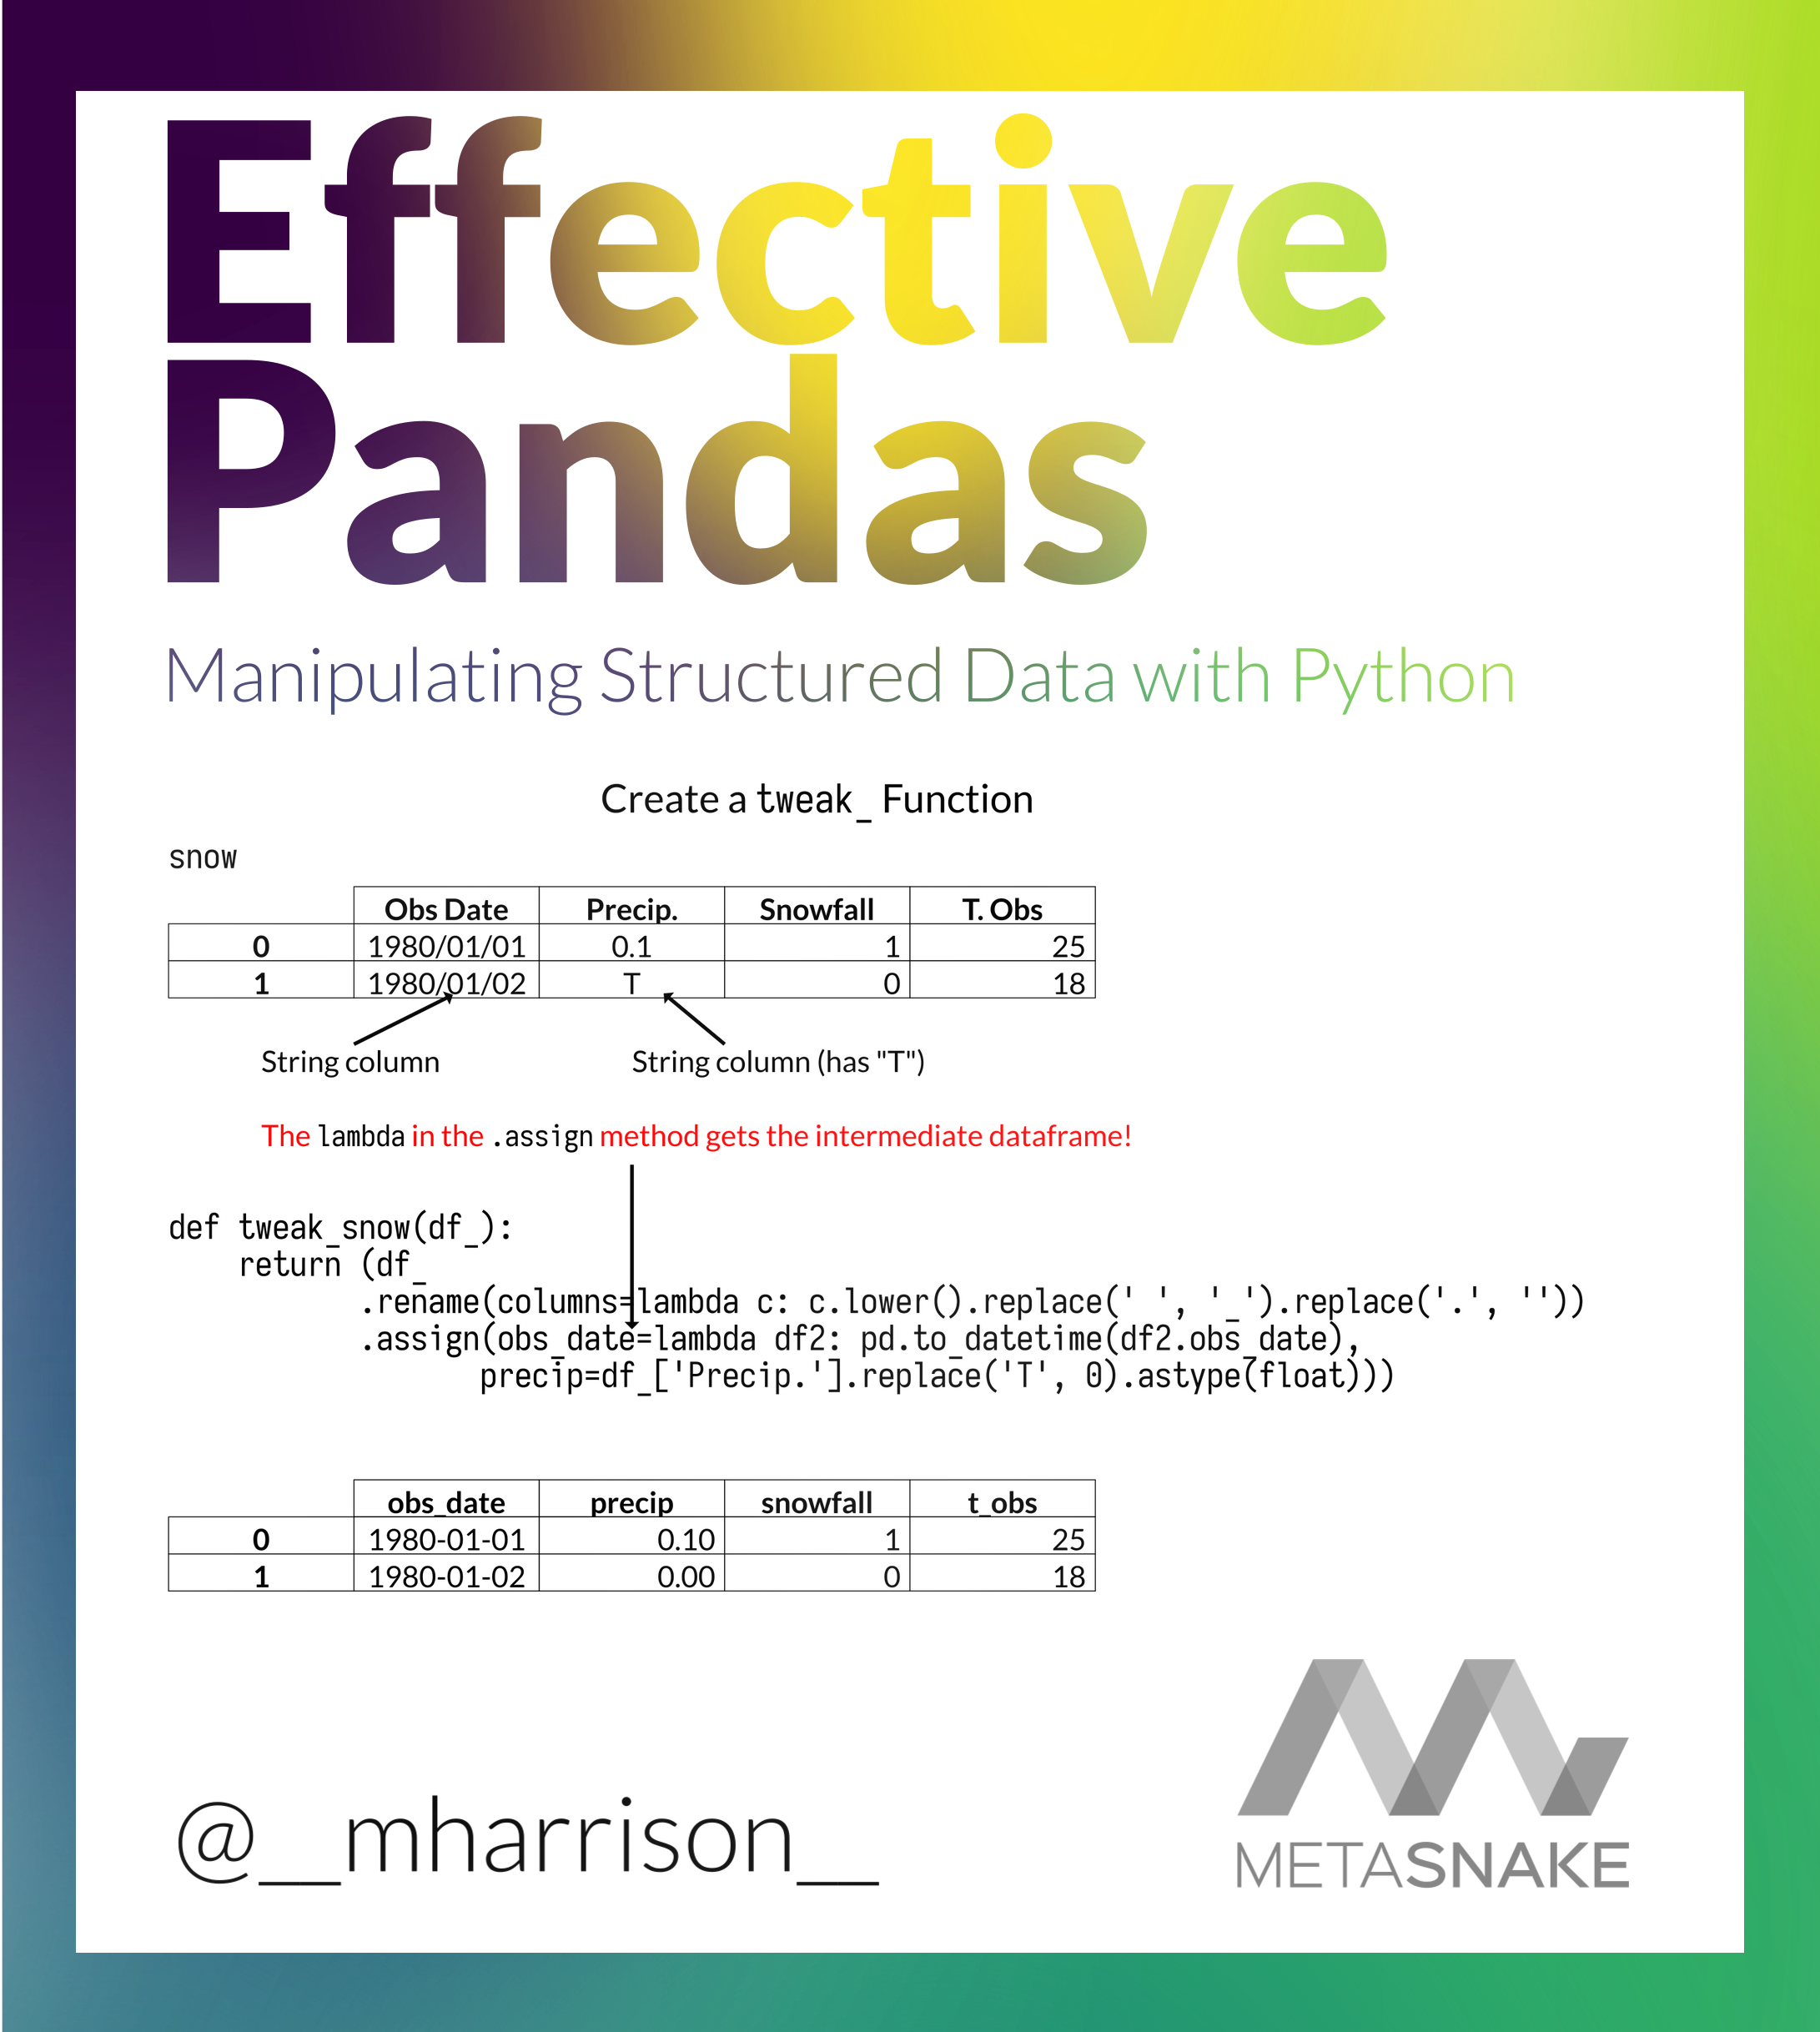 Effective
Pandas
Manipulating Structured Data with Python
Create a tweak_ Function
snow
Obs Date Precip. Snowfall T. Obs
0 1980/01/01 0.1 1 25
1 1980/01/02 T 0 18
String column String column (has "T")
The lambda in the .assign method gets the intermediate dataframe!
def tweak_snow(df_):
    return (df_
        .rename(columns=lambda c: c.lower().replace(' ', '_').replace('.', ''))
        .assign(obs_date=lambda df2: pd.to_datetime(df2.obs_date),
            precip=df_['Precip.'].replace('T', 0).astype(float)))
obs_date precip snowfall t_obs
0 1980-01-01 0.10 1 25
1 1980-01-02 0.00 0 18
@__mharrison__
METASNAKE